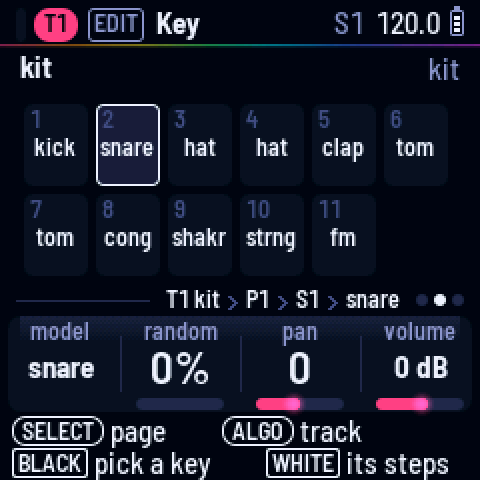 T1 EDIT Key S1 120.0
kit kit
1 2 3 4 5 6
kick snare hat hat clap tom
7 8 9 10 11
tom cong shakr strng fm
T1 kit > P1 > S1 > snare
model random pan volume
snare 0% 0 0 dB
SELECT page ALGO track
BLACK pick a key WHITE its steps